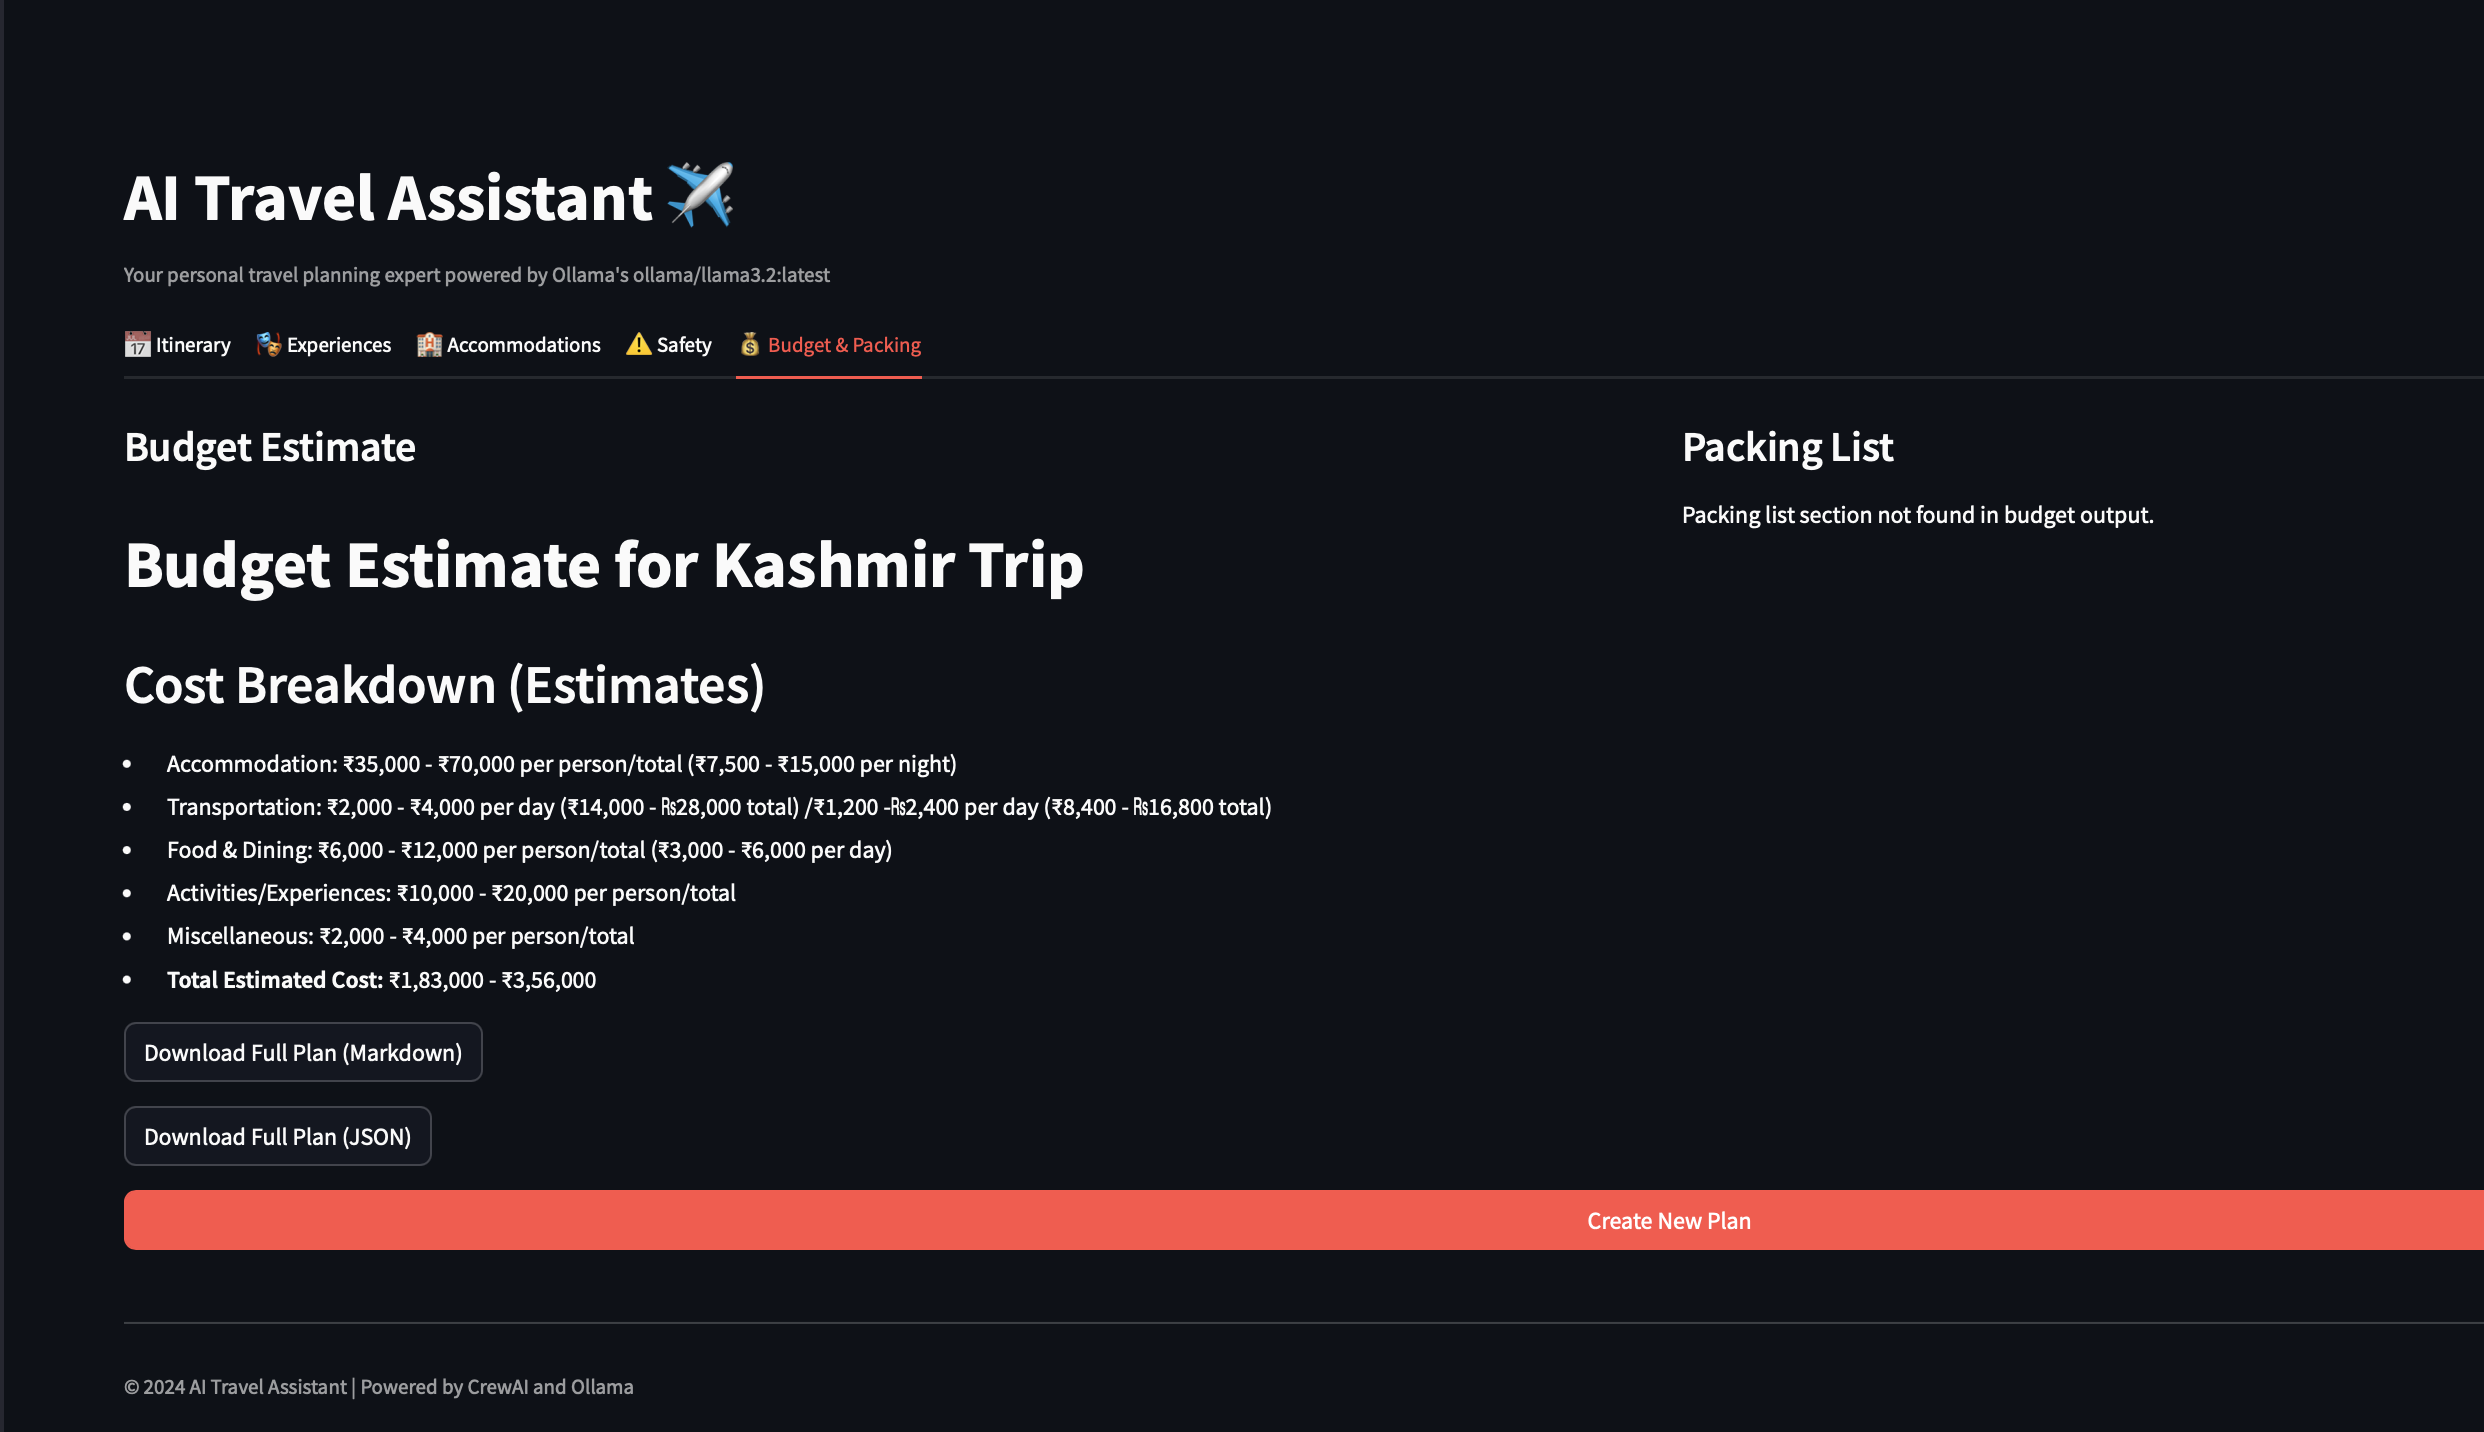 AI Travel Assistant ✈️
Your personal travel planning expert powered by Ollama's ollama/llama3.2:latest
📅 Itinerary 🎭 Experiences 🏨 Accommodations ⚠️ Safety 💰 Budget & Packing
Budget Estimate
Budget Estimate for Kashmir Trip
Cost Breakdown (Estimates)
• Accommodation: ₹35,000 - ₹70,000 per person/total (₹7,500 - ₹15,000 per night)
• Transportation: ₹2,000 - ₹4,000 per day (₹14,000 - ₨28,000 total) /₹1,200 -₨2,400 per day (₹8,400 - ₨16,800 total)
• Food & Dining: ₹6,000 - ₹12,000 per person/total (₹3,000 - ₹6,000 per day)
• Activities/Experiences: ₹10,000 - ₹20,000 per person/total
• Miscellaneous: ₹2,000 - ₹4,000 per person/total
• Total Estimated Cost: ₹1,83,000 - ₹3,56,000
Packing List
Packing list section not found in budget output.
Download Full Plan (Markdown)
Download Full Plan (JSON)
Create New Plan
© 2024 AI Travel Assistant | Powered by CrewAI and Ollama